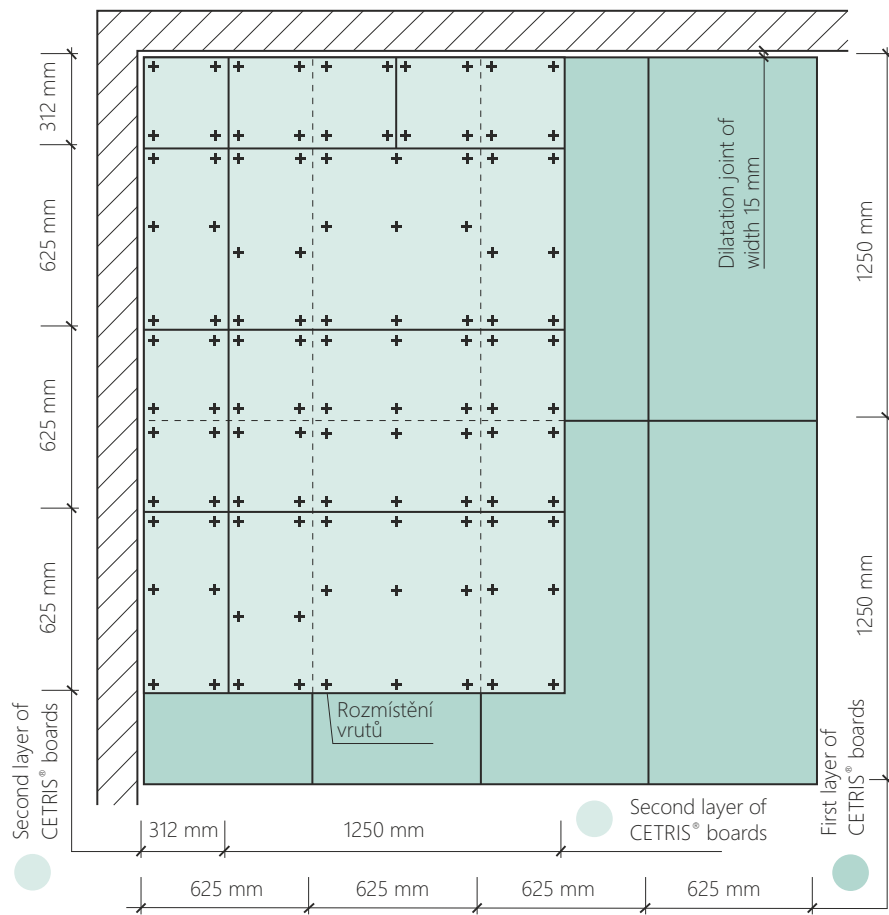 312 mm
625 mm
625 mm
625 mm
Dilatation joint of
width 15 mm
1250 mm
1250 mm
Rozmístění
vrutů
Second layer of
CETRIS® boards
312 mm
1250 mm
Second layer of
CETRIS® boards
First layer of
CETRIS® boards
625 mm
625 mm
625 mm
625 mm